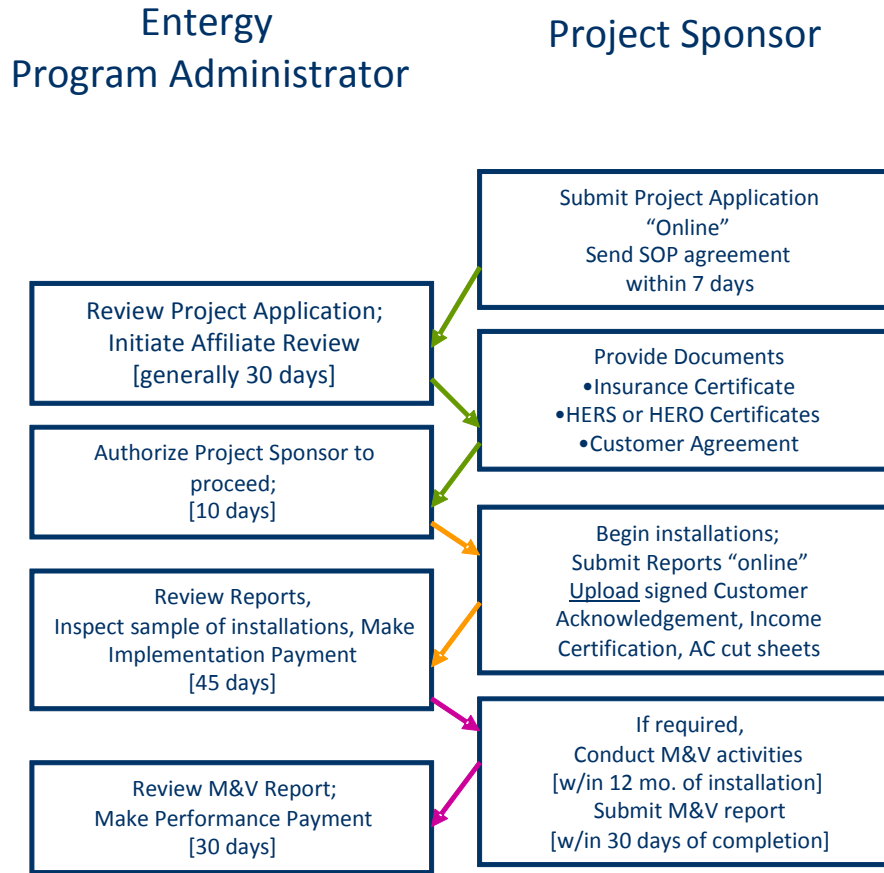 Entergy
Program Administrator
Project Sponsor
Submit Project Application
“Online”
Send SOP agreement
within 7 days
Review Project Application;
Initiate Affiliate Review
[generally 30 days]
Provide Documents
•Insurance Certificate
•HERS or HERO Certificates
•Customer Agreement
Authorize Project Sponsor to
proceed;
[10 days]
Begin installations;
Submit Reports “online”
Upload signed Customer
Acknowledgement, Income
Certification, AC cut sheets
Review Reports,
Inspect sample of installations, Make
Implementation Payment
[45 days]
If required,
Conduct M&V activities
[w/in 12 mo. of installation]
Submit M&V report
[w/in 30 days of completion]
Review M&V Report;
Make Performance Payment
[30 days]